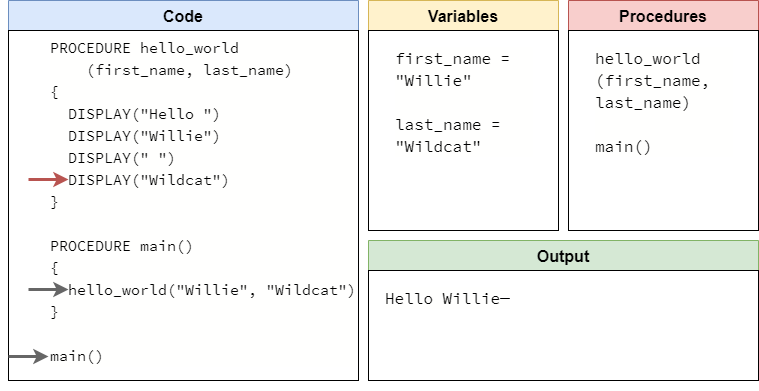 Code
PROCEDURE hello_world
(first_name, last_name)
{
DISPLAY("Hello ")
DISPLAY("Willie")
DISPLAY(" ")
DISPLAY("Wildcat")
}
PROCEDURE main()
{
hello_world("Willie", "Wildcat")
}
main()
Variables
first_name =
"Willie"
last_name =
"Wildcat"
Procedures
hello_world
(first_name,
last_name)
main()
Output
Hello Willie—